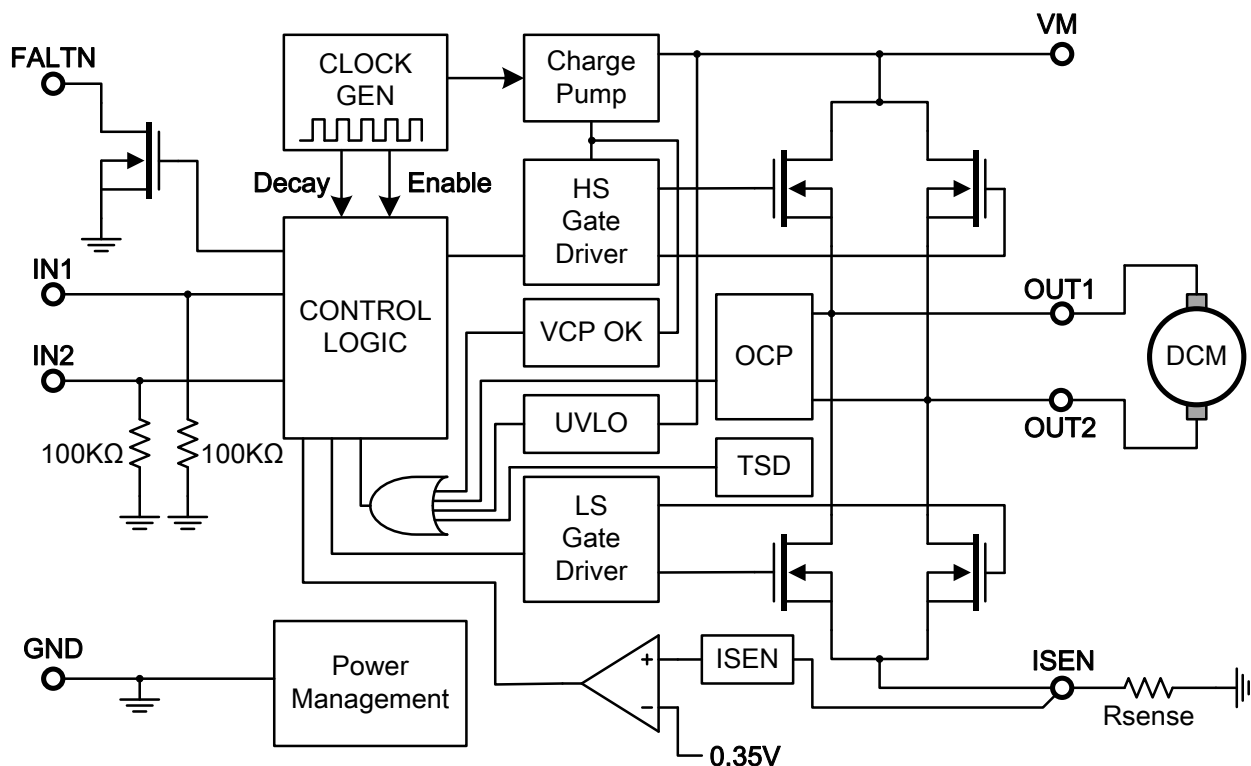 VM
FALTN
CLOCK
GEN
Charge
Pump
Decay
Enable
HS
Gate
Driver
IN1
CONTROL
LOGIC
VCP OK
OCP
OUT1
DCM
IN2
UVLO
OUT2
100KΩ
100KΩ
TSD
LS
Gate
Driver
GND
Power
Management
+
−
ISEN
ISEN
Rsense
0.35V